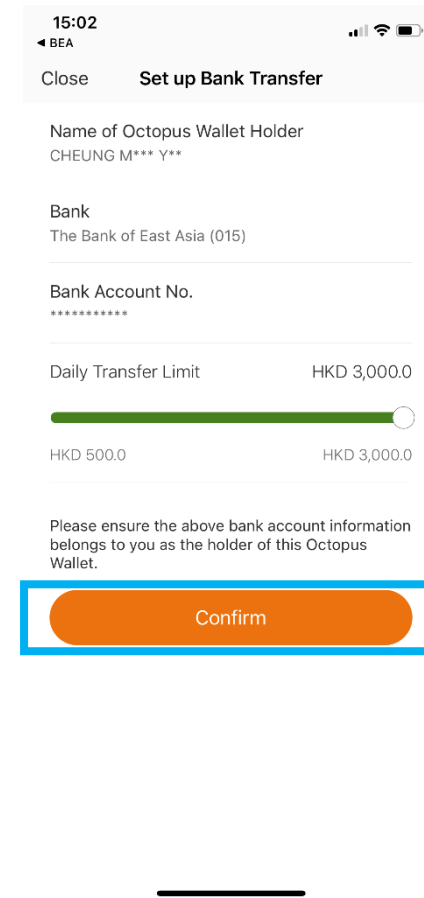 15:02
◀ BEA
Close Set up Bank Transfer
Name of Octopus Wallet Holder
CHEUNG M*** Y**
Bank
The Bank of East Asia (015)
Bank Account No.
***********
Daily Transfer Limit HKD 3,000.0
HKD 500.0 HKD 3,000.0
Please ensure the above bank account information
belongs to you as the holder of this Octopus
Wallet.
Confirm